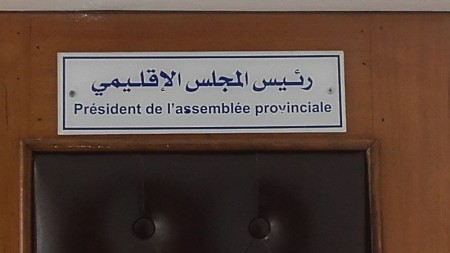 رئيس المجلس الإقليمي
Président de l'assemblée provinciale